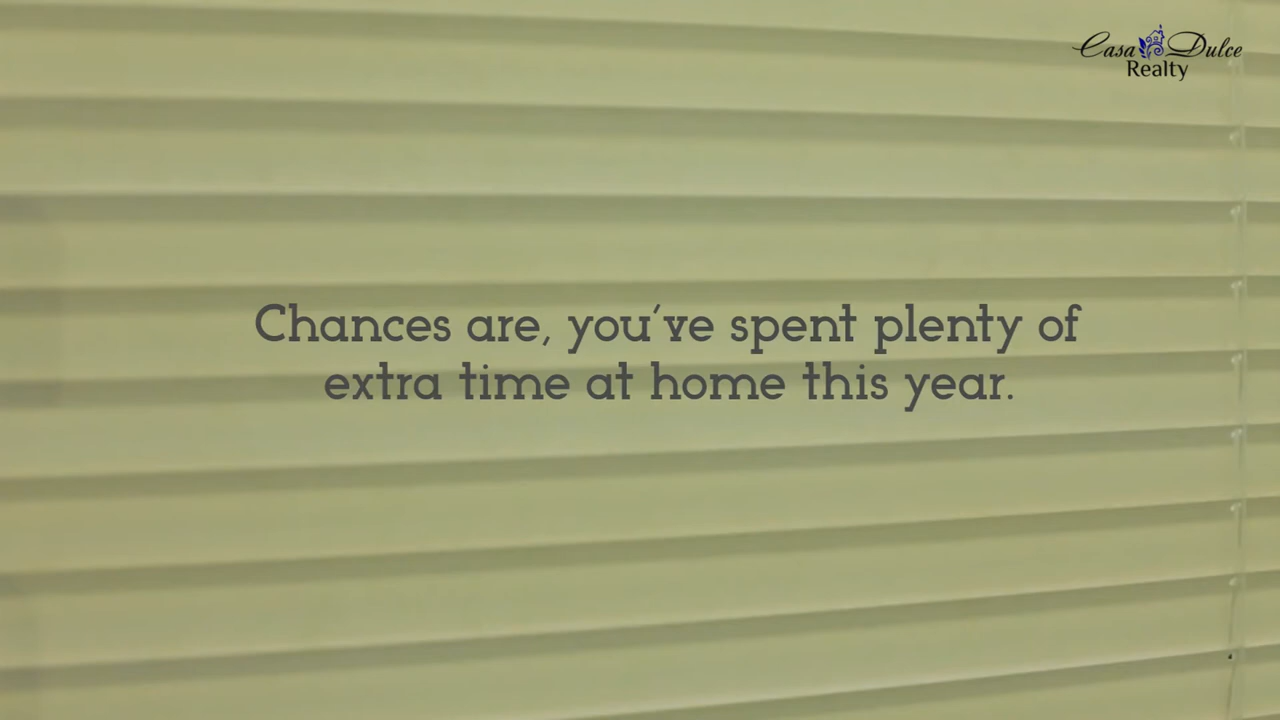 Casa Dulce
Realty
Chances are, you've spent plenty of
extra time at home this year.